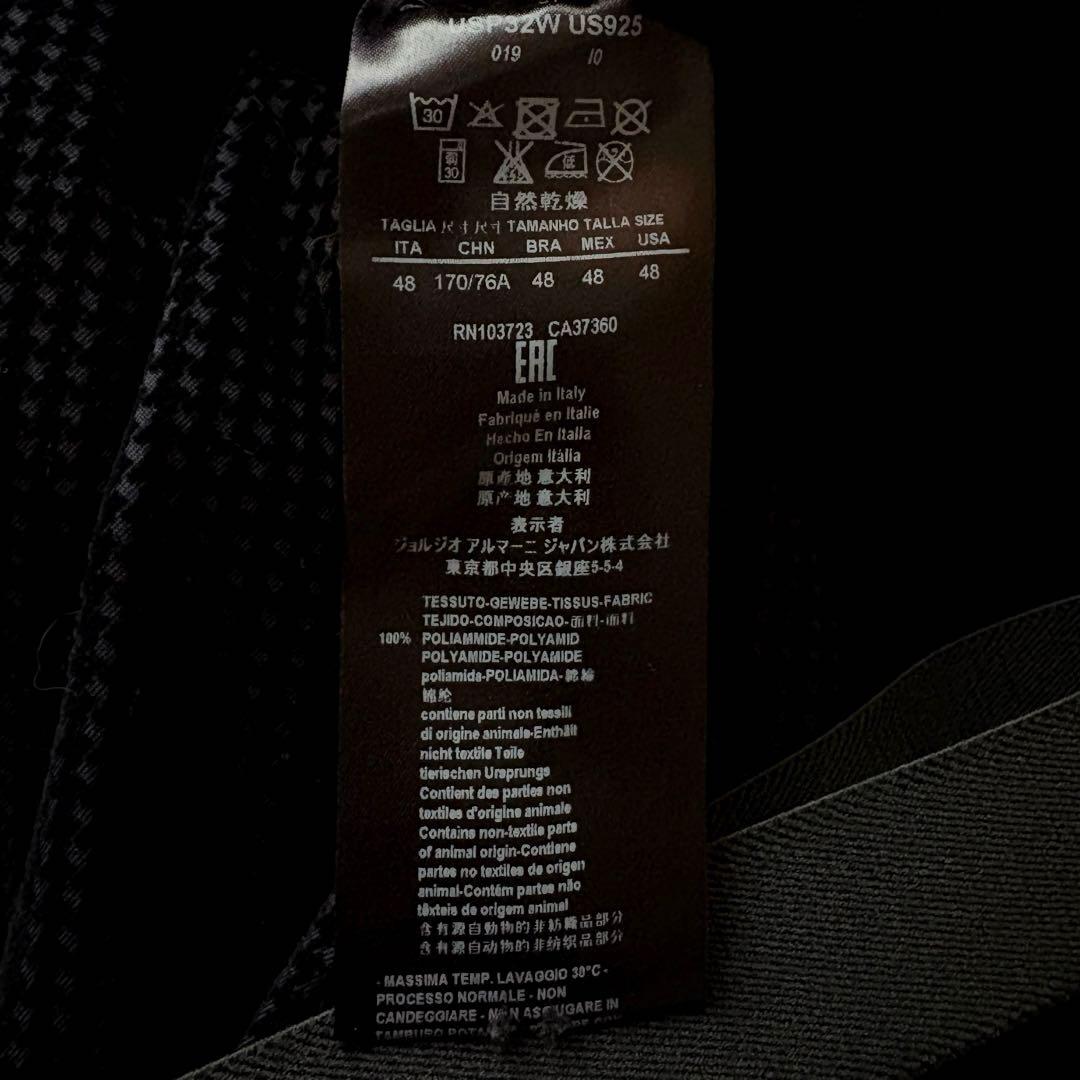 USP32W US925
019 10
30
弱
30
低
自然乾燥
TAGLIA 尺寸尺寸 TAMANHO TALLA SIZE
ITA CHN BRA MEX USA
48 170/76A 48 48 48
RN103723 CA37360
EAC
Made in Italy
Fabriqué en Italie
Hecho En Italia
Origem Itália
原産地 意大利
原产地 意大利
表示者
ジョルジオ アルマーニ ジャパン株式会社
東京都中央区銀座5-5-4
TESSUTO-GEWEBE-TISSUS-FABRIC
TEJIDO-COMPOSICAO-面料-面料
100% POLIAMMIDE-POLYAMID
POLYAMIDE-POLYAMIDE
poliamida-POLIAMIDA-錦綸
锦纶
contiene parti non tessili
di origine animale-Enthält
nicht textile Teile
tierischen Ursprungs
Contient des parties non
textiles d'origine animale
Contains non-textile parts
of animal origin-Contiene
partes no textiles de origen
animal-Contém partes não
têxteis de origem animal
含有源自動物的非紡織品部分
含有源自动物的非纺织品部分
- MASSIMA TEMP. LAVAGGIO 30°C -
PROCESSO NORMALE - NON
CANDEGGIARE - NON ASCIUGARE IN
TAMBURO